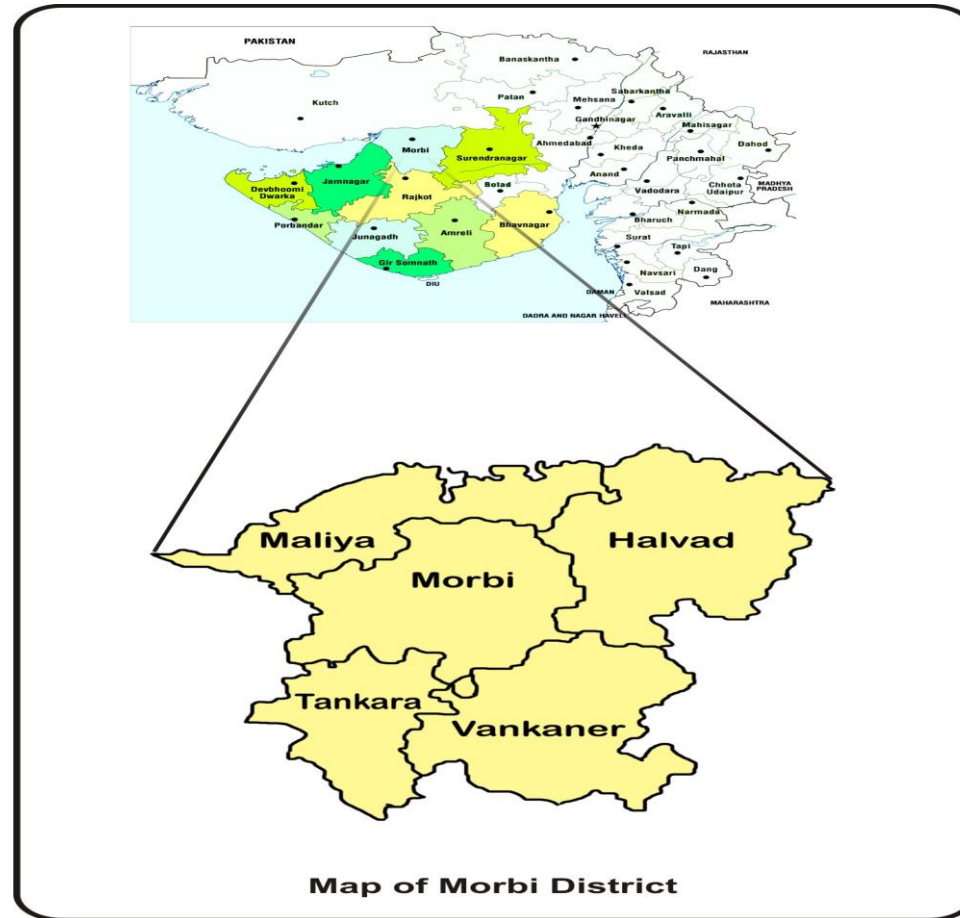 PAKISTAN
RAJASTHAN
Banaskantha
Kutch
Patan
Mehsana
Sabarkantha
Gandhinagar
Aravalli
Mahisagar
Ahmedabad
Morbi
Surendranagar
Kheda
Panchmahal
Dahod
Jamnagar
Devbhoomi
Dwarka
Rajkot
Botad
Anand
Vadodara
Chhota
Udaipur
MADHYA
PRADESH
Porbandar
Junagadh
Amreli
Bhavnagar
Bharuch
Narmada
Gir Somnath
DIU
Surat
Tapi
Navsari
Dang
DAMAN
Valsad
MAHARASHTRA
DADRA AND NAGAR HAVELI
Maliya
Halvad
Morbi
Tankara
Vankaner
Map of Morbi District